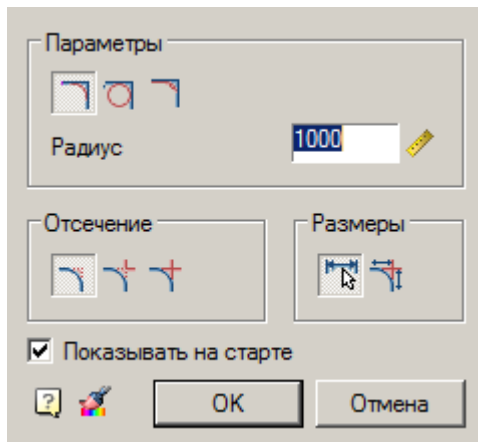 Параметры
Радиус
1000
Отсечение
Размеры
Показывать на старте
OK
Отмена